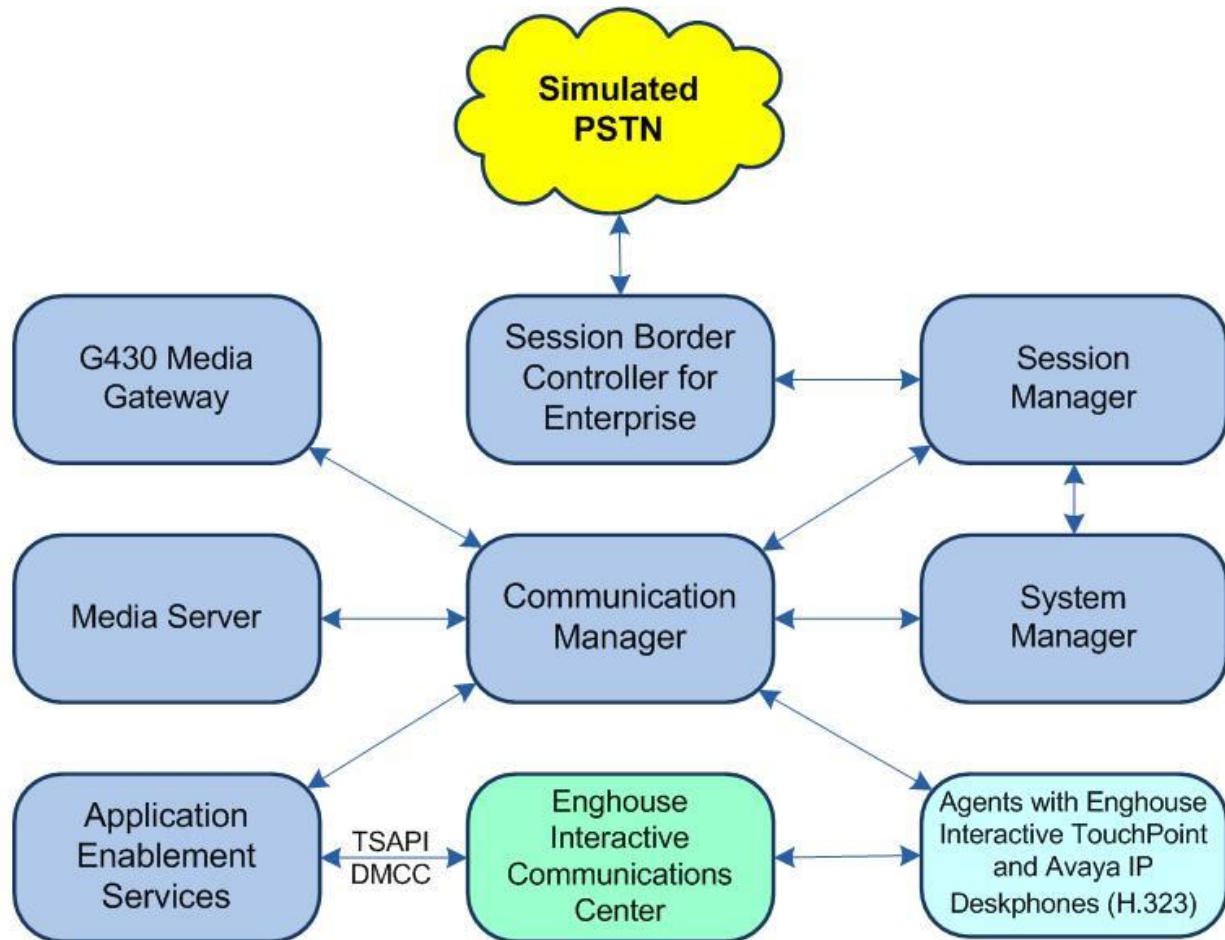 Simulated
PSTN
G430 Media
Gateway
Session Border
Controller for
Enterprise
Session
Manager
Media Server
Communication
Manager
System
Manager
Application
Enablement
Services
TSAPI
DMCC
Enghouse
Interactive
Communications
Center
Agents with Enghouse
Interactive TouchPoint
and Avaya IP
Deskphones (H.323)